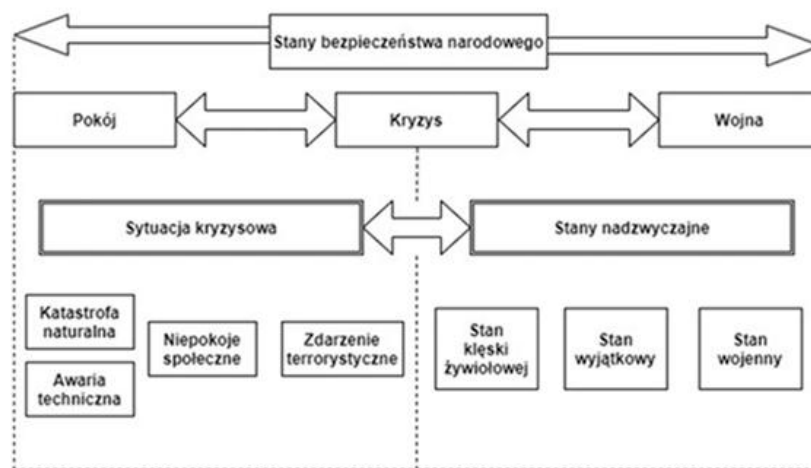 Stany bezpieczeństwa narodowego
Pokój
Kryzys
Wojna
Sytuacja kryzysowa
Stany nadzwyczajne
Katastrofa
naturalna
Awaria
techniczna
Niepokoje
społeczne
Zdarzenie
terrorystyczne
Stan
klęski
żywiołowej
Stan
wyjątkowy
Stan
wojenny